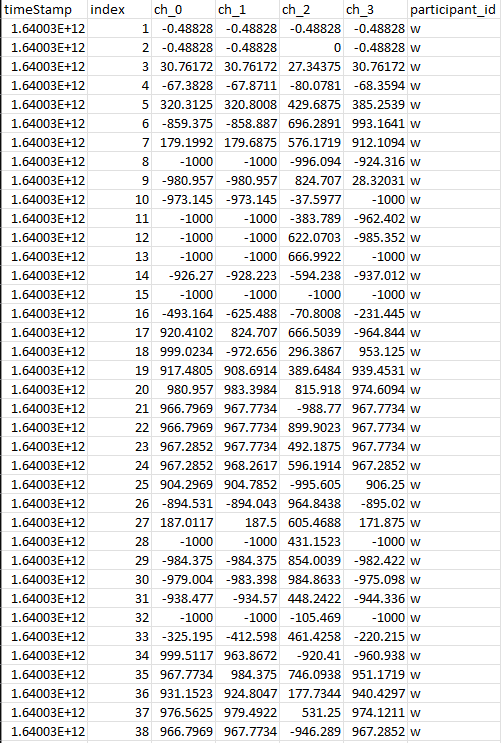 timeStamp index ch_0 ch_1 ch_2 ch_3 participant_id
1.64003E+12 1 -0.48828 -0.48828 -0.48828 -0.48828 w
1.64003E+12 2 -0.48828 -0.48828 0 -0.48828 w
1.64003E+12 3 30.76172 30.76172 27.34375 30.76172 w
1.64003E+12 4 -67.3828 -67.8711 -80.0781 -68.3594 w
1.64003E+12 5 320.3125 320.8008 429.6875 385.2539 w
1.64003E+12 6 -859.375 -858.887 696.2891 993.1641 w
1.64003E+12 7 179.1992 179.6875 576.1719 912.1094 w
1.64003E+12 8 -1000 -1000 -996.094 -924.316 w
1.64003E+12 9 -980.957 -980.957 824.707 28.32031 w
1.64003E+12 10 -973.145 -973.145 -37.5977 -1000 w
1.64003E+12 11 -1000 -1000 -383.789 -962.402 w
1.64003E+12 12 -1000 -1000 622.0703 -985.352 w
1.64003E+12 13 -1000 -1000 666.9922 -1000 w
1.64003E+12 14 -926.27 -928.223 -594.238 -937.012 w
1.64003E+12 15 -1000 -1000 -1000 -1000 w
1.64003E+12 16 -493.164 -625.488 -70.8008 -231.445 w
1.64003E+12 17 920.4102 824.707 666.5039 -964.844 w
1.64003E+12 18 999.0234 -972.656 296.3867 953.125 w
1.64003E+12 19 917.4805 908.6914 389.6484 939.4531 w
1.64003E+12 20 980.957 983.3984 815.918 974.6094 w
1.64003E+12 21 966.7969 967.7734 -988.77 967.7734 w
1.64003E+12 22 966.7969 967.7734 899.9023 967.7734 w
1.64003E+12 23 967.2852 967.7734 492.1875 967.7734 w
1.64003E+12 24 967.2852 968.2617 596.1914 967.2852 w
1.64003E+12 25 904.2969 904.7852 -995.605 906.25 w
1.64003E+12 26 -894.531 -894.043 964.8438 -895.02 w
1.64003E+12 27 187.0117 187.5 605.4688 171.875 w
1.64003E+12 28 -1000 -1000 431.1523 -1000 w
1.64003E+12 29 -984.375 -984.375 854.0039 -982.422 w
1.64003E+12 30 -979.004 -983.398 984.8633 -975.098 w
1.64003E+12 31 -938.477 -934.57 448.2422 -944.336 w
1.64003E+12 32 -1000 -1000 -105.469 -1000 w
1.64003E+12 33 -325.195 -412.598 461.4258 -220.215 w
1.64003E+12 34 999.5117 963.8672 -920.41 -960.938 w
1.64003E+12 35 967.7734 984.375 746.0938 951.1719 w
1.64003E+12 36 931.1523 924.8047 177.7344 940.4297 w
1.64003E+12 37 976.5625 979.4922 531.25 974.1211 w
1.64003E+12 38 966.7969 967.7734 -946.289 967.2852 w